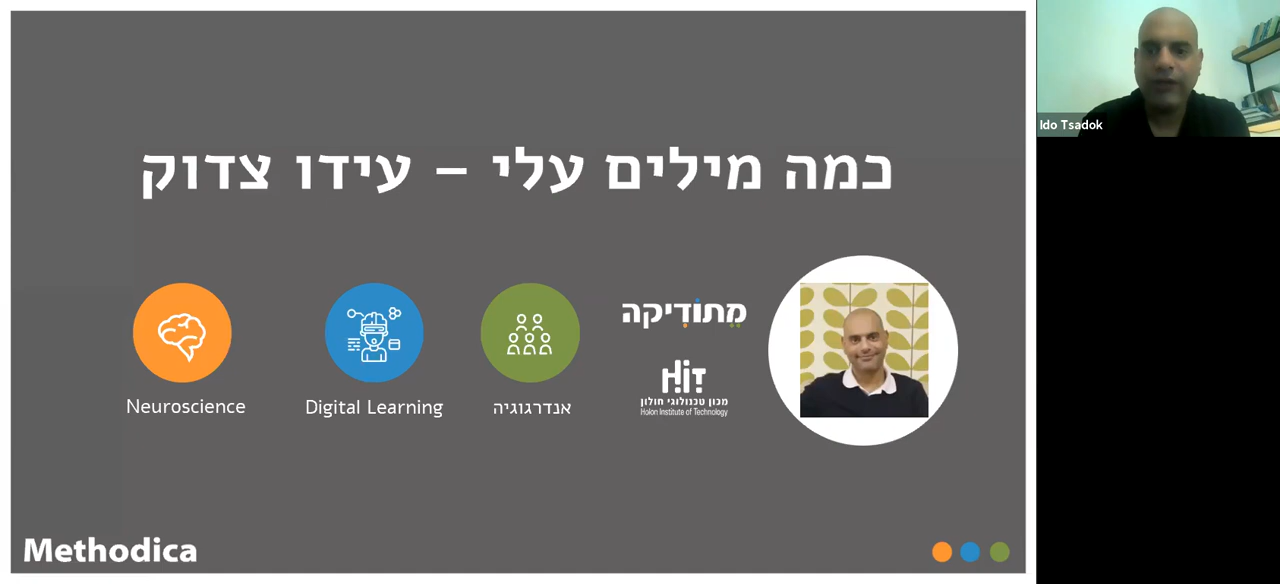 כמה מילים עלי – עידו צדוק
מתודיקה
HiT
מכון טכנולוגי חולון
Holon Institute of Technology
אנדרגוגיה
Digital Learning
Neuroscience
Methodica
Ido Tsadok